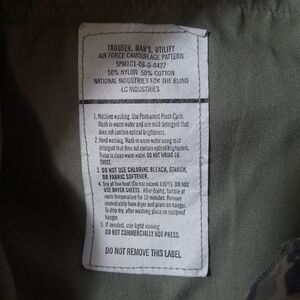 TROUSER, MAN'S, UTILITY
AIR FORCE CAMOUFLAGE PATTERN
SPM1C1-06-D-0427
50% NYLON 50% COTTON
NATIONAL INDUSTRIES FOR THE BLIND
LC INDUSTRIES
1. Machine washing. Use Permanent Press Cycle.
Wash in warm water and use mild detergent that
does not contain optical brighteners.
2. Hand washing. Wash in warm water using mild
detergent that does not contain optical brighteners.
Rinse in clean warm water. DO NOT WRING OR
TWIST.
3. DO NOT USE CHLORINE BLEACH, STARCH,
OR FABRIC SOFTENER.
4. Dry at low heat (Do not exceed 130°F). DO NOT
USE DRYER SHEETS. After drying, tumble at
room temperature for 10 minutes. Remove
immediately from dryer and place on hanger.
To drip dry, after washing place on rustproof
hanger.
5. If needed, use light ironing.
DO NOT COMMERCIALLY HOT PRESS.
DO NOT REMOVE THIS LABEL